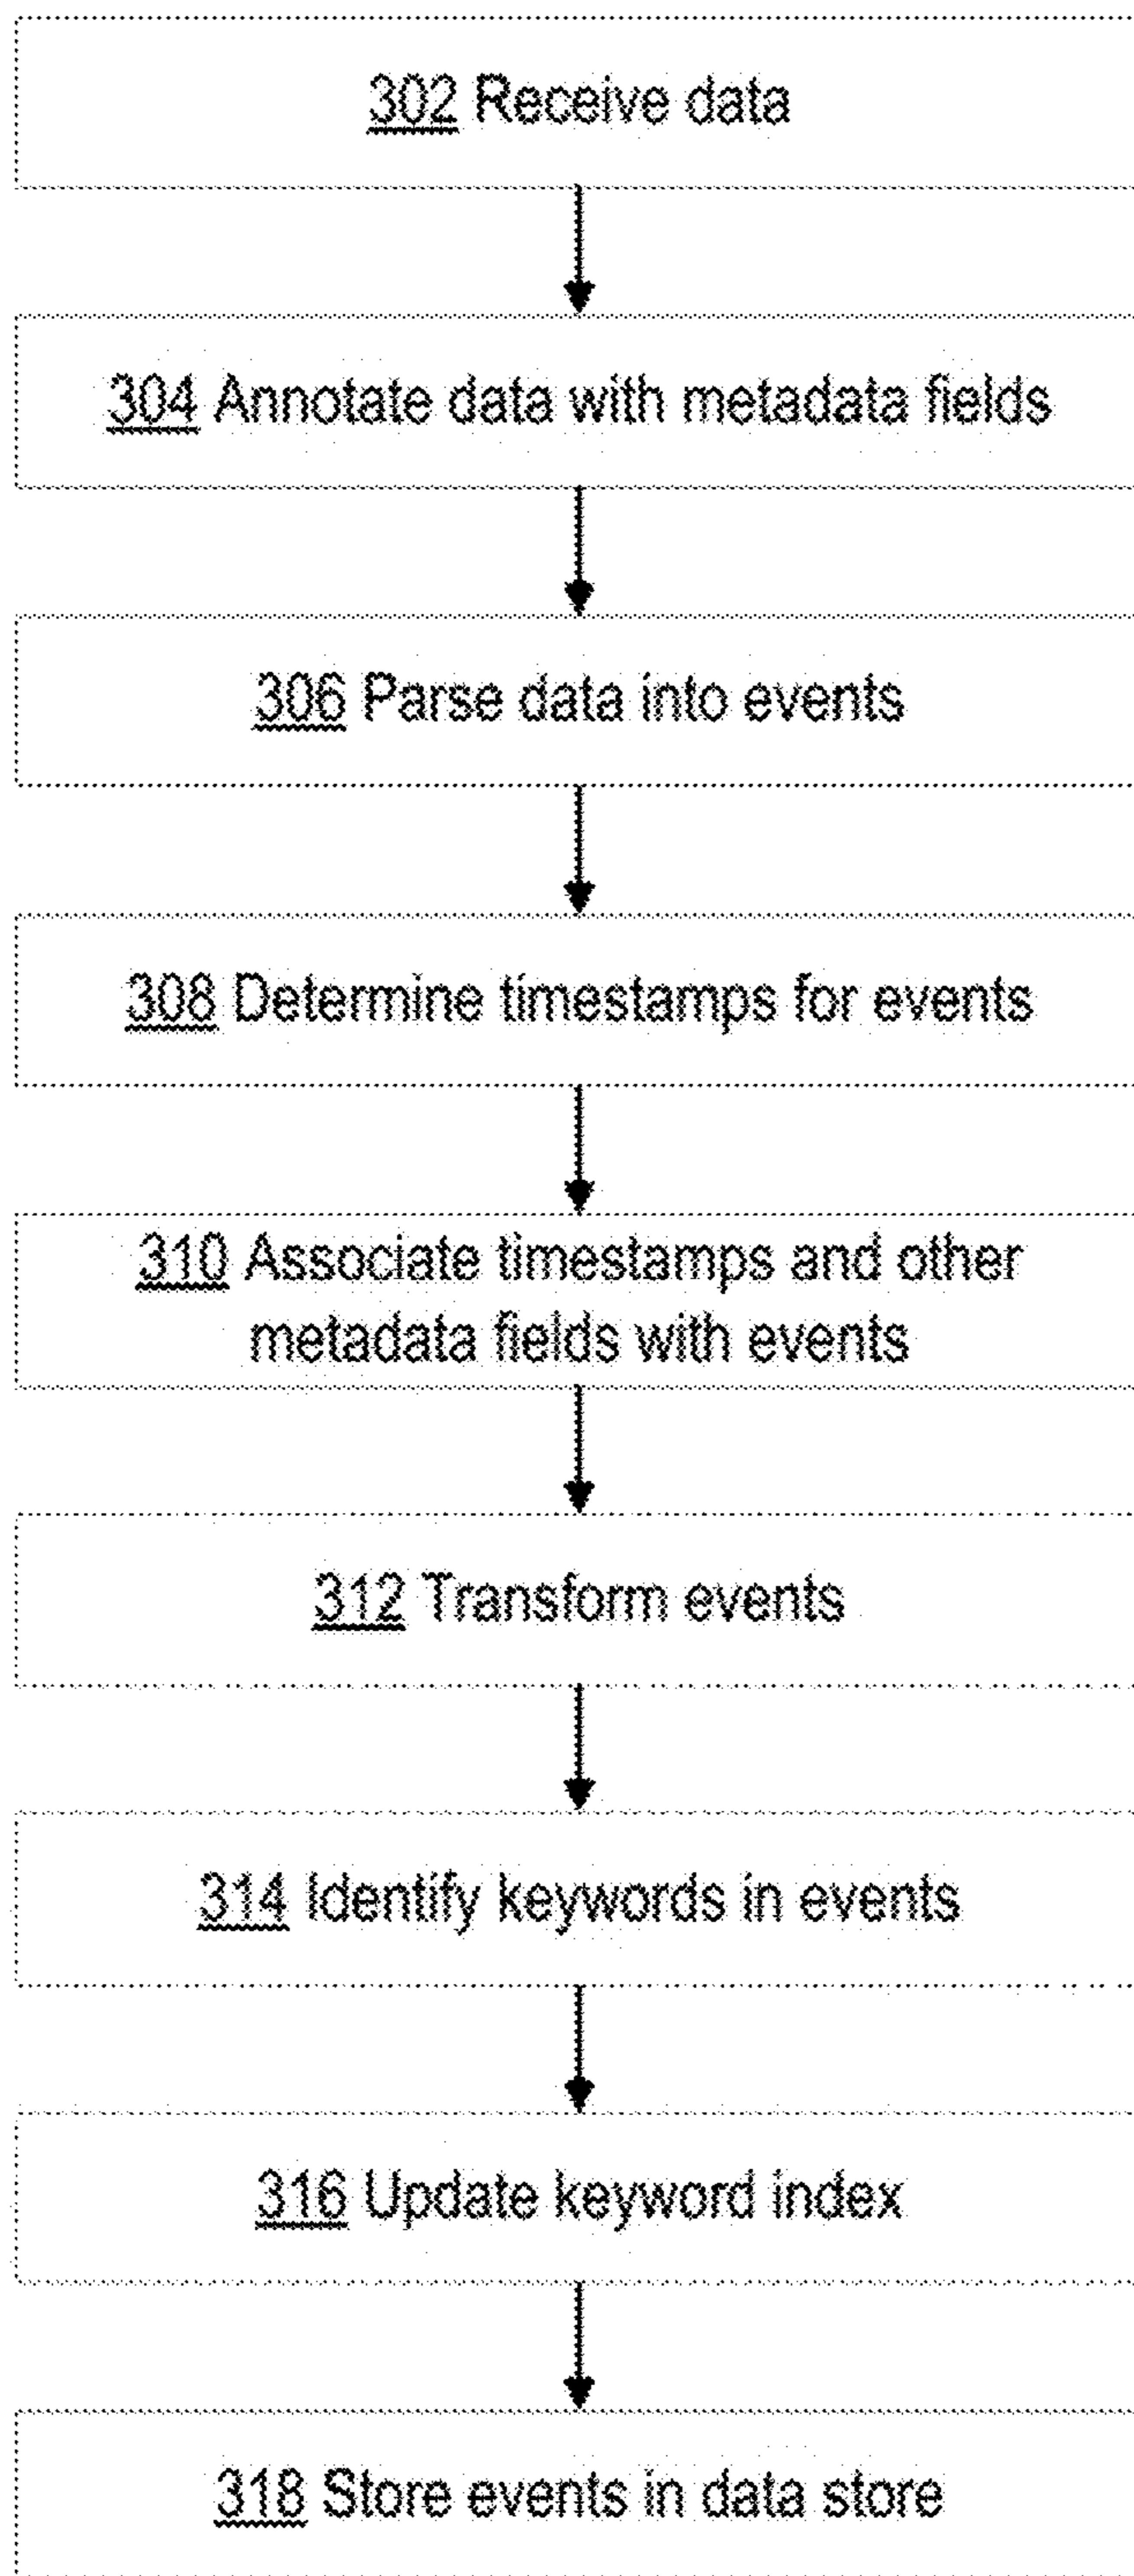 302 Receive data
304 Annotate data with metadata fields
306 Parse data into events
308 Determine timestamps for events
310 Associate timestamps and other
metadata fields with events
312 Transform events
314 Identify keywords in events
316 Update keyword index
318 Store events in data store